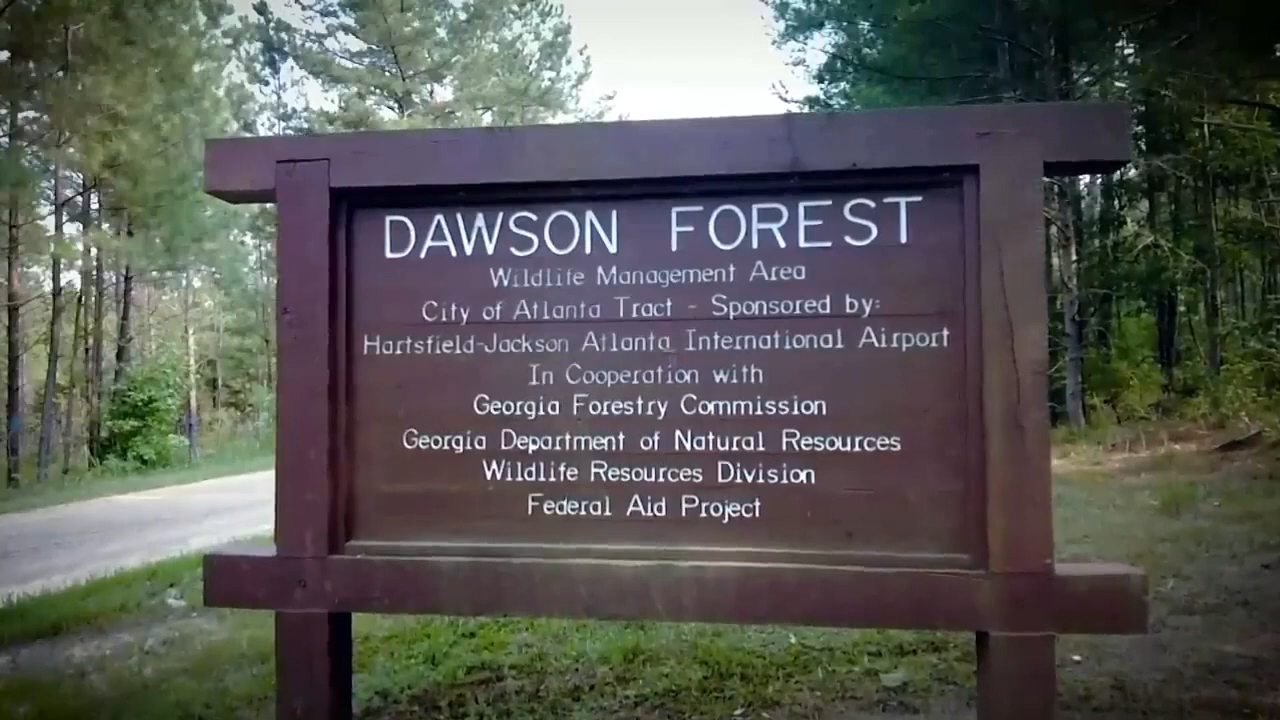 DAWSON FOREST
Wildlife Management Area
City of Atlanta Tract - Sponsored by:
Hartsfield-Jackson Atlanta International Airport
In Cooperation with
Georgia Forestry Commission
Georgia Department of Natural Resources
Wildlife Resources Division
Federal Aid Project